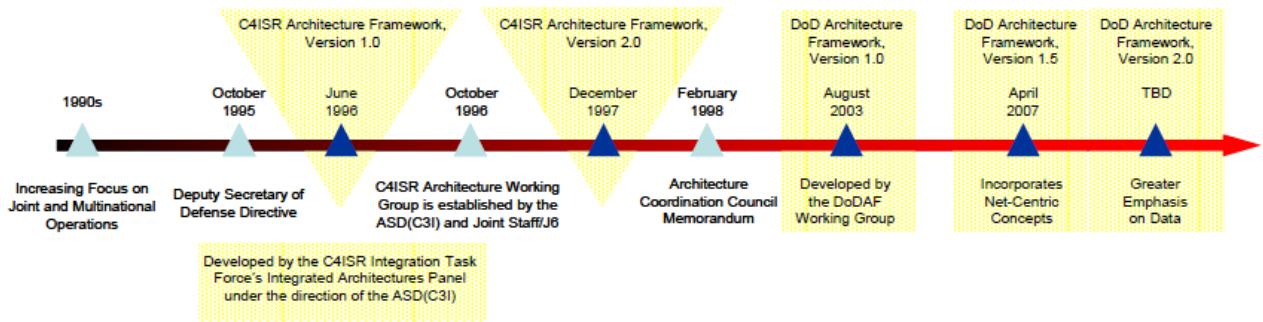 C4ISR Architecture Framework,
Version 1.0
C4ISR Architecture Framework,
Version 2.0
DoD Architecture
Framework,
Version 1.0
DoD Architecture
Framework,
Version 1.5
DoD Architecture
Framework,
Version 2.0
1990s
October
1995
June
1996
October
1996
December
1997
February
1998
August
2003
April
2007
TBD
Increasing Focus on
Joint and Multinational
Operations
Deputy Secretary of
Defense Directive
C4ISR Architecture Working
Group is established by the
ASD(C3I) and Joint Staff/J6
Architecture
Coordination Council
Memorandum
Developed by
the DoDAF
Working Group
Incorporates
Net-Centric
Concepts
Greater
Emphasis
on Data
Developed by the C4ISR Integration Task
Force's Integrated Architectures Panel
under the direction of the ASD(C3I)